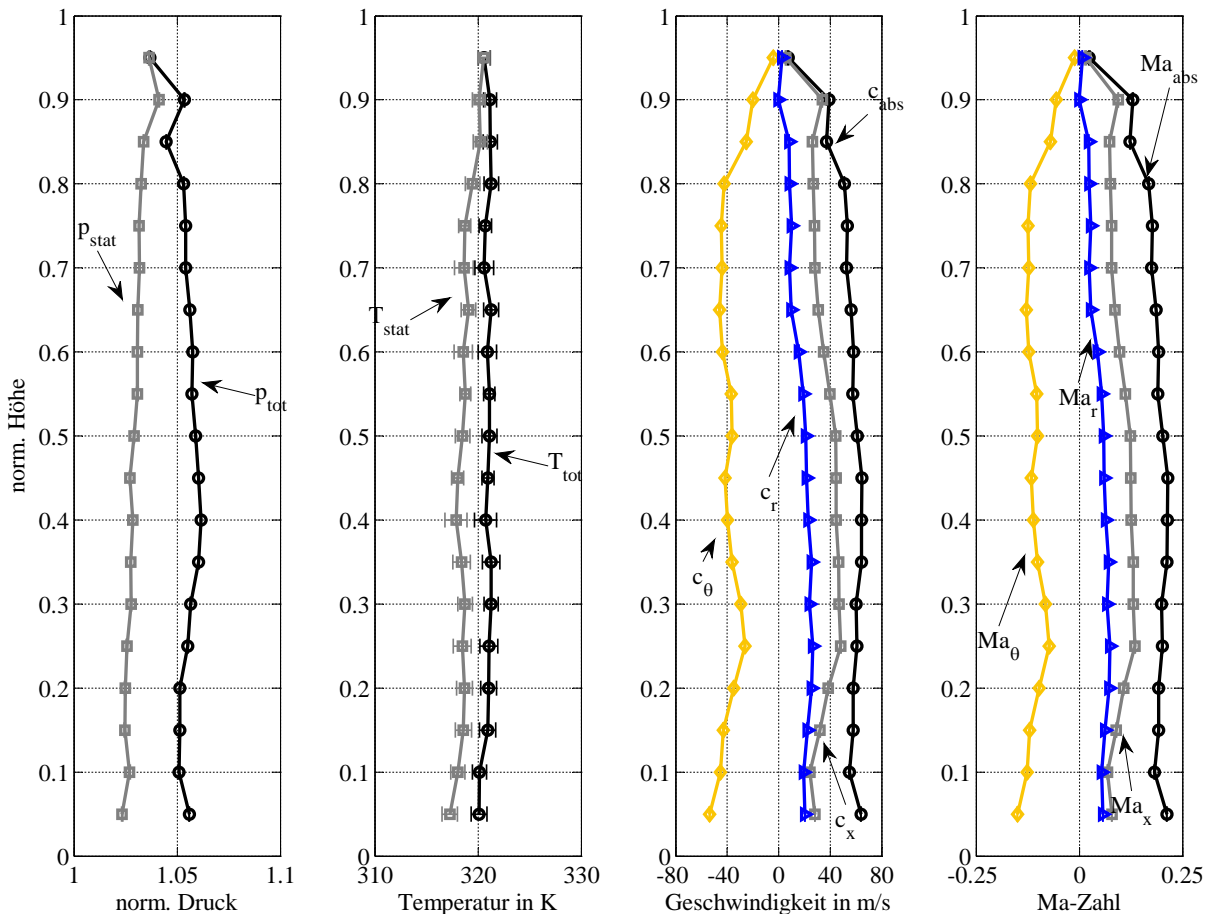 norm. Höhe
1
0.9
0.8
0.7
0.6
0.5
0.4
0.3
0.2
0.1
0
p_stat
p_tot
1 1.05 1.1
norm. Druck
1
0.9
0.8
0.7
0.6
0.5
0.4
0.3
0.2
0.1
0
T_stat
T_tot
310 320 330
Temperatur in K
1
0.9
0.8
0.7
0.6
0.5
0.4
0.3
0.2
0.1
0
c_abs
c_r
c_θ
c_x
-80 -40 0 40 80
Geschwindigkeit in m/s
1
0.9
0.8
0.7
0.6
0.5
0.4
0.3
0.2
0.1
0
Ma_abs
Ma_r
Ma_θ
Ma_x
-0.25 0 0.25
Ma-Zahl